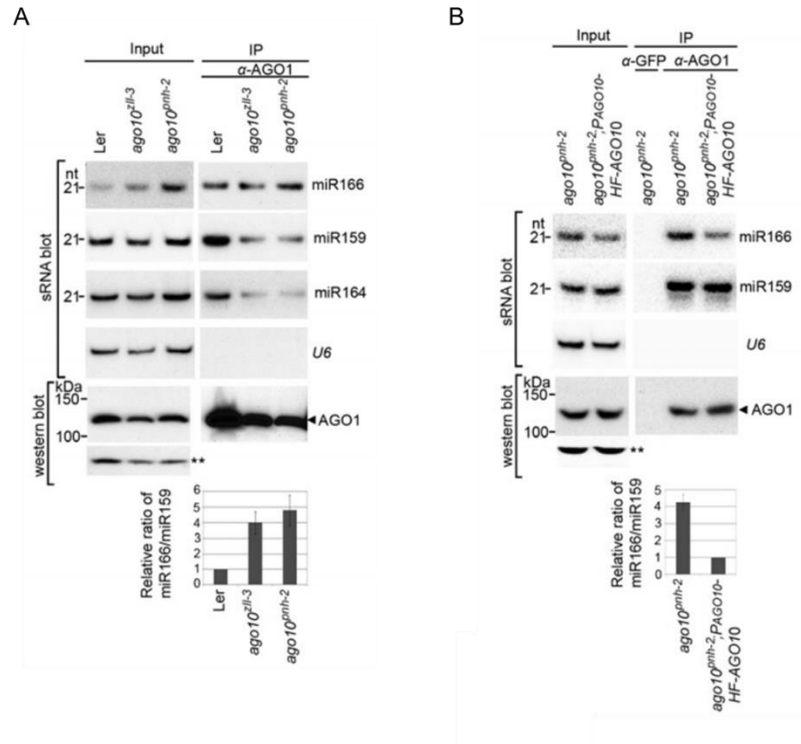 A
Input
IP
α-AGO1
Ler
ago10zll-3
ago10pnh-2
Ler
ago10zll-3
ago10pnh-2
sRNA blot
nt
21-
miR166
21-
miR159
21-
miR164
U6
western blot
kDa
150-
100-
AGO1
**
Relative ratio of
miR166/miR159
6
5
4
3
2
1
0
Ler
ago10zll-3
ago10pnh-2
B
Input
IP
α-GFP
α-AGO1
ago10pnh-2
ago10pnh-2;PAGO10-
HF-AGO10
ago10pnh-2
ago10pnh-2
ago10pnh-2;PAGO10-
HF-AGO10
sRNA blot
nt
21-
miR166
21-
miR159
U6
western blot
kDa
150-
100-
AGO1
**
Relative ratio of
miR166/miR159
5
4
3
2
1
0
ago10pnh-2
ago10pnh-2;PAGO10-
HF-AGO10